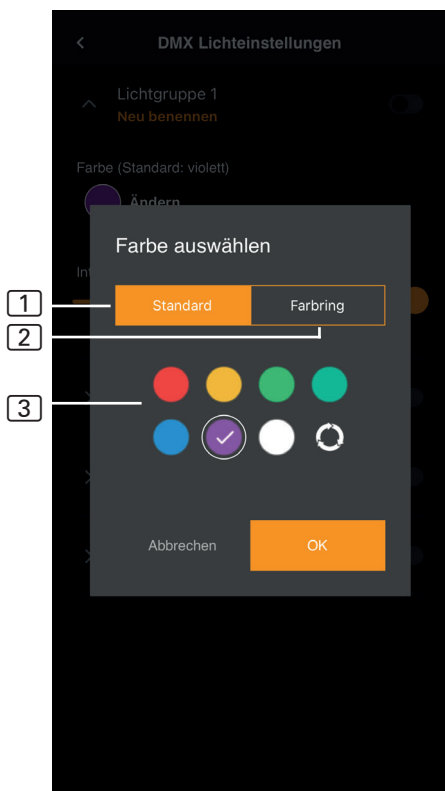 DMX Lichteinstellungen
Lichtgruppe 1
Neu benennen
Farbe (Standard: violett)
Ändern
Farbe auswählen
Int
1
Standard
Farbring
2
3
Abbrechen
OK